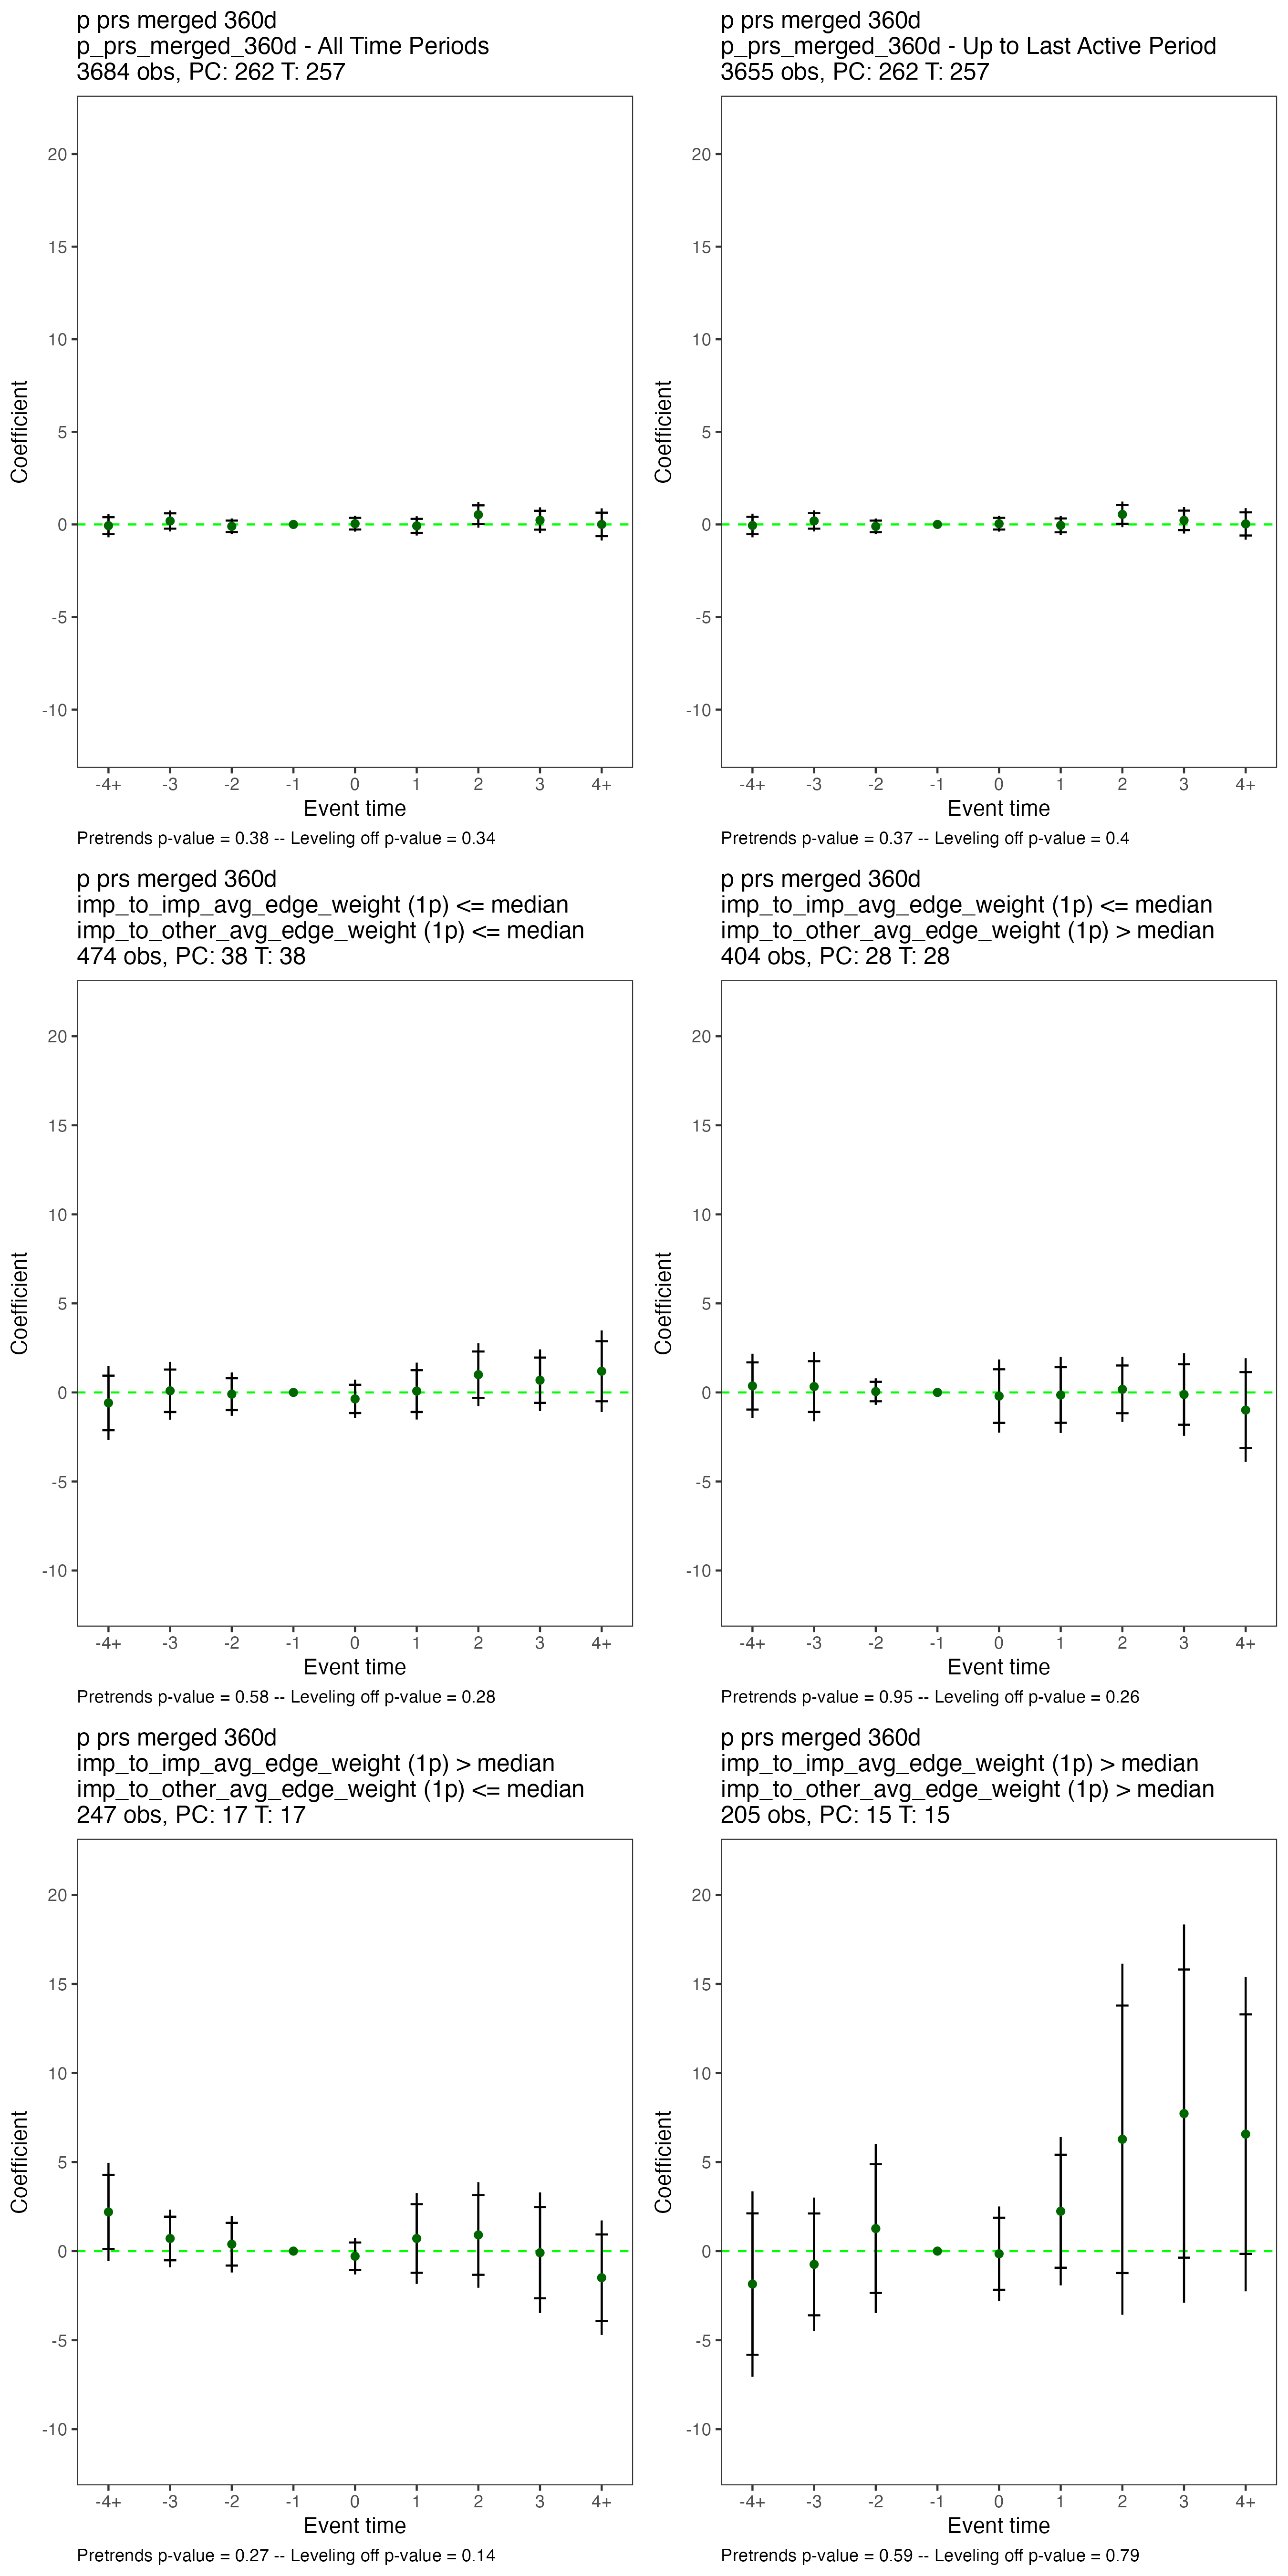 p prs merged 360d
p_prs_merged_360d - All Time Periods
3684 obs, PC: 262 T: 257
20
15
10
5
0
-5
-10
Coefficient
-4+ -3 -2 -1 0 1 2 3 4+
Event time
Pretrends p-value = 0.38 -- Leveling off p-value = 0.34
p prs merged 360d
p_prs_merged_360d - Up to Last Active Period
3655 obs, PC: 262 T: 257
20
15
10
5
0
-5
-10
Coefficient
-4+ -3 -2 -1 0 1 2 3 4+
Event time
Pretrends p-value = 0.37 -- Leveling off p-value = 0.4
p prs merged 360d
imp_to_imp_avg_edge_weight (1p) <= median
imp_to_other_avg_edge_weight (1p) <= median
474 obs, PC: 38 T: 38
20
15
10
5
0
-5
-10
Coefficient
-4+ -3 -2 -1 0 1 2 3 4+
Event time
Pretrends p-value = 0.58 -- Leveling off p-value = 0.28
p prs merged 360d
imp_to_imp_avg_edge_weight (1p) <= median
imp_to_other_avg_edge_weight (1p) > median
404 obs, PC: 28 T: 28
20
15
10
5
0
-5
-10
Coefficient
-4+ -3 -2 -1 0 1 2 3 4+
Event time
Pretrends p-value = 0.95 -- Leveling off p-value = 0.26
p prs merged 360d
imp_to_imp_avg_edge_weight (1p) > median
imp_to_other_avg_edge_weight (1p) <= median
247 obs, PC: 17 T: 17
20
15
10
5
0
-5
-10
Coefficient
-4+ -3 -2 -1 0 1 2 3 4+
Event time
Pretrends p-value = 0.27 -- Leveling off p-value = 0.14
p prs merged 360d
imp_to_imp_avg_edge_weight (1p) > median
imp_to_other_avg_edge_weight (1p) > median
205 obs, PC: 15 T: 15
20
15
10
5
0
-5
-10
Coefficient
-4+ -3 -2 -1 0 1 2 3 4+
Event time
Pretrends p-value = 0.59 -- Leveling off p-value = 0.79